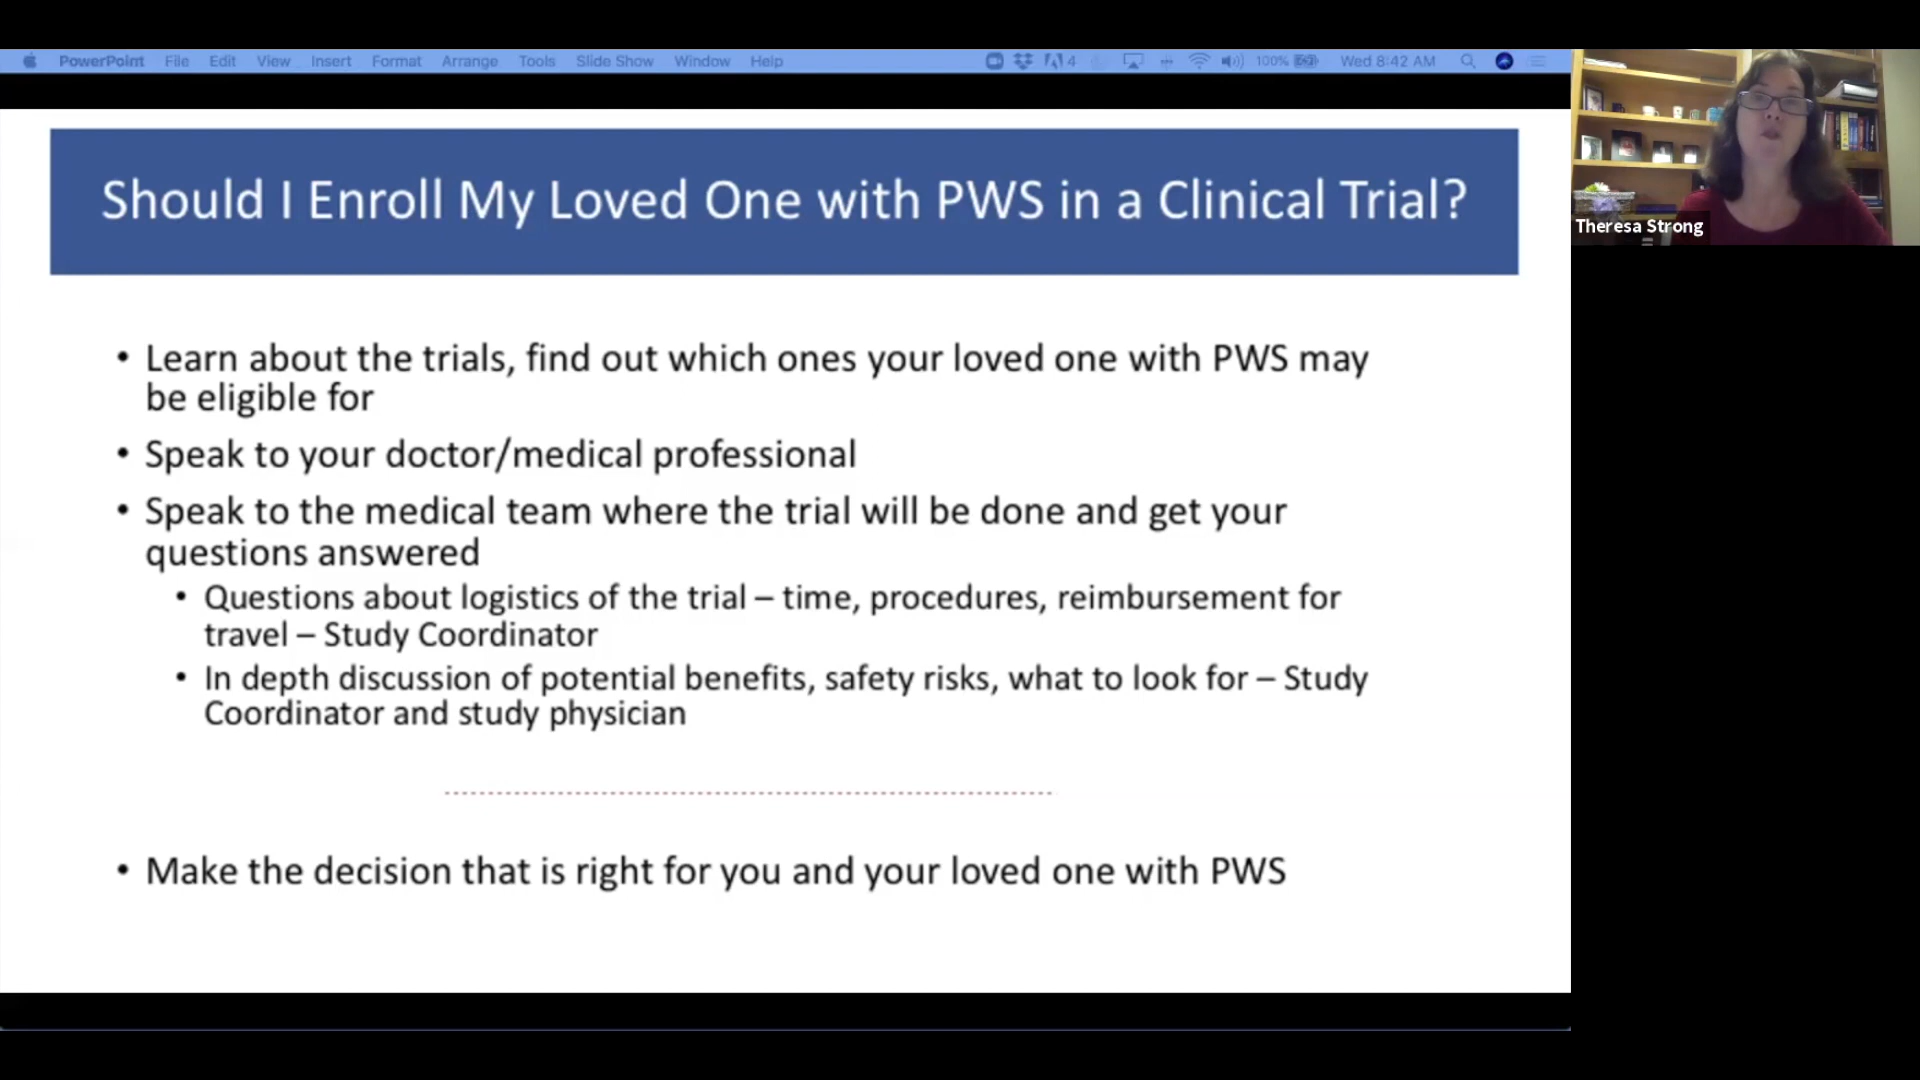 PowerPoint File Edit View Insert Format Arrange Tools Slide Show Window Help 4 100% Wed 8:42 AM
Should I Enroll My Loved One with PWS in a Clinical Trial?
Theresa Strong
• Learn about the trials, find out which ones your loved one with PWS may
be eligible for
• Speak to your doctor/medical professional
• Speak to the medical team where the trial will be done and get your
questions answered
• Questions about logistics of the trial – time, procedures, reimbursement for
travel – Study Coordinator
• In depth discussion of potential benefits, safety risks, what to look for – Study
Coordinator and study physician
• Make the decision that is right for you and your loved one with PWS